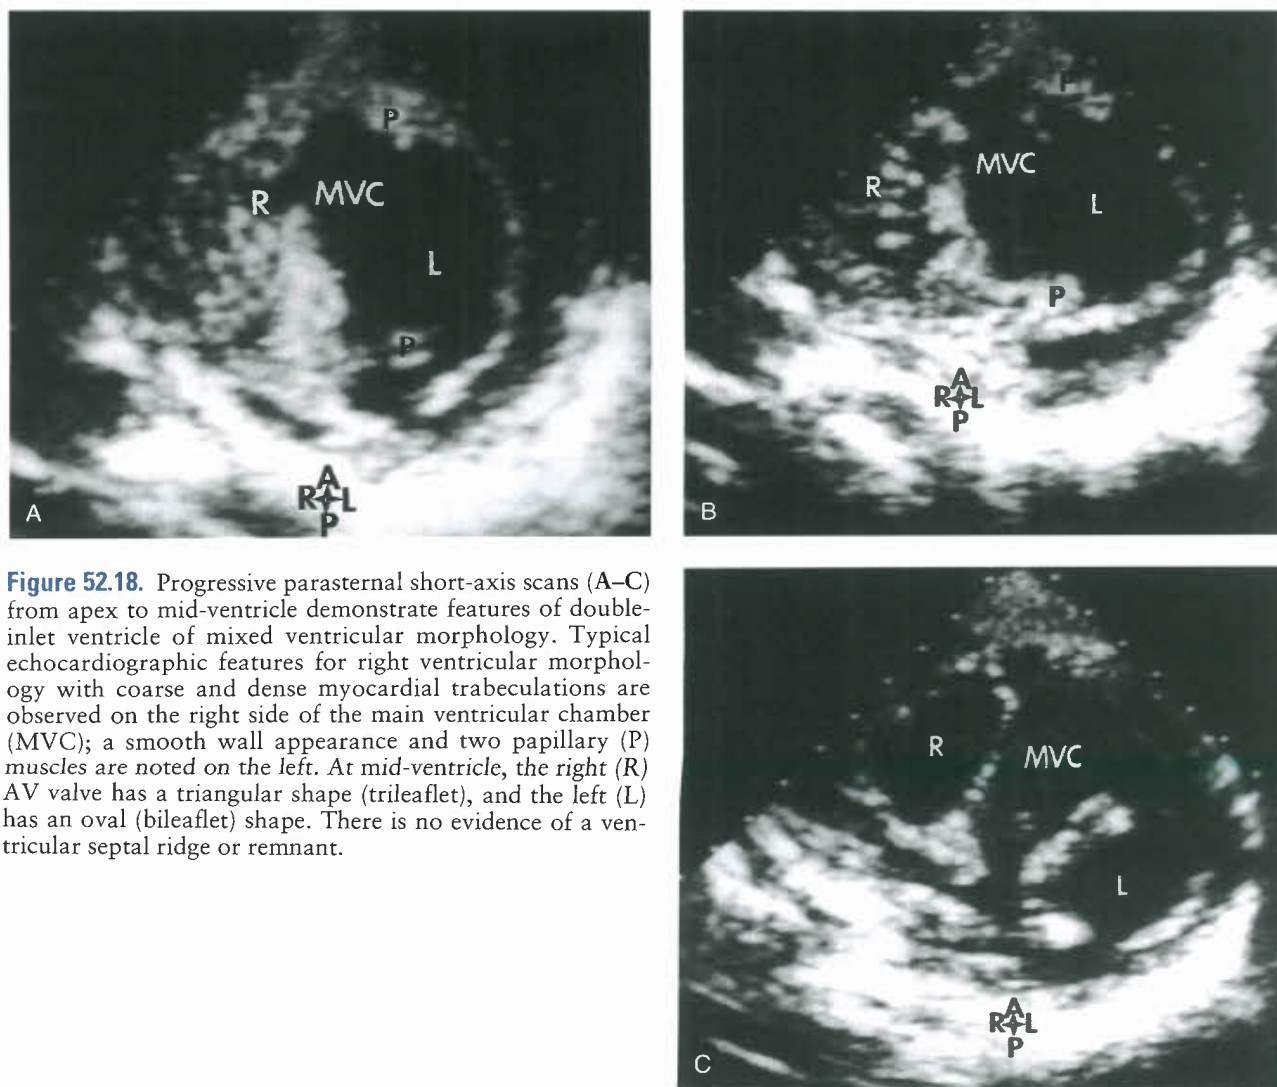 P
R
MVC
L
P
A
R L
P
A
P
MVC
R
L
P
A
R L
P
B
Figure 52.18. Progressive parasternal short-axis scans (A–C)
from apex to mid-ventricle demonstrate features of double-
inlet ventricle of mixed ventricular morphology. Typical
echocardiographic features for right ventricular morphol-
ogy with coarse and dense myocardial trabeculations are
observed on the right side of the main ventricular chamber
(MVC); a smooth wall appearance and two papillary (P)
muscles are noted on the left. At mid-ventricle, the right (R)
AV valve has a triangular shape (trileaflet), and the left (L)
has an oval (bileaflet) shape. There is no evidence of a ven-
tricular septal ridge or remnant.
R
MVC
L
A
R L
P
C